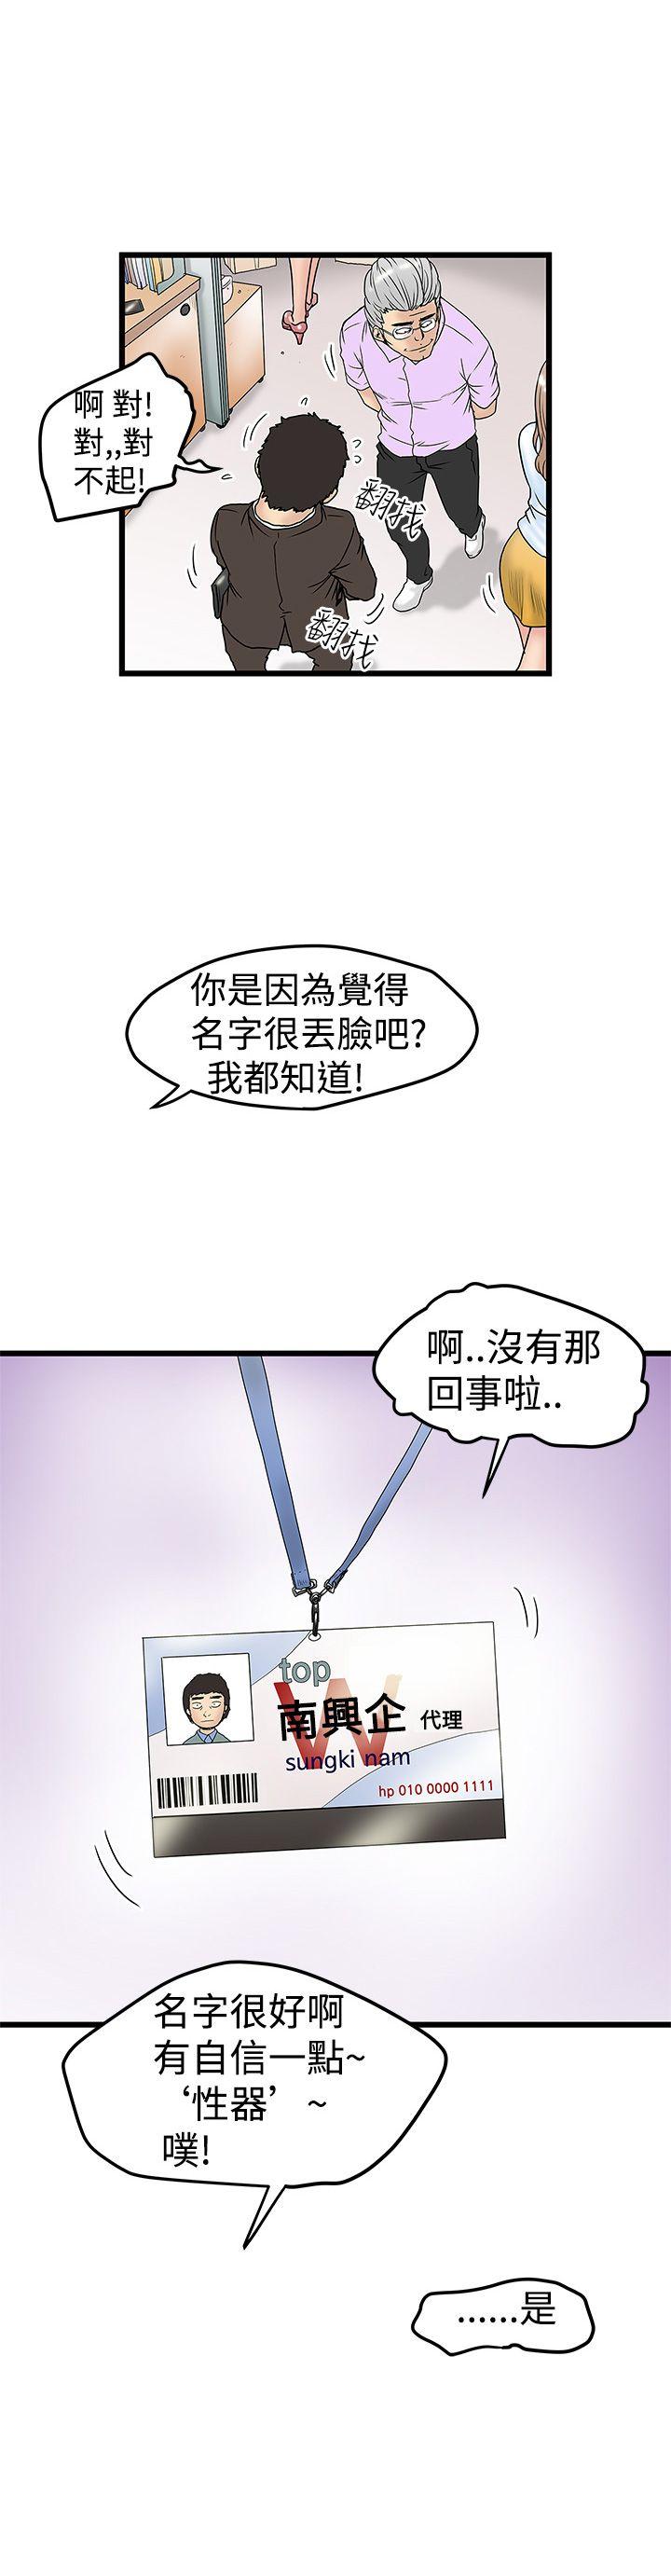 啊 對!
對,,對
不起!
翻找
翻找
你是因為覺得
名字很丟臉吧?
我都知道!
啊..沒有那
回事啦..
top
W
南興企 代理
sungki nam
hp 010 0000 1111
名字很好啊
有自信一點~
‘性器’ ~
噗!
......是